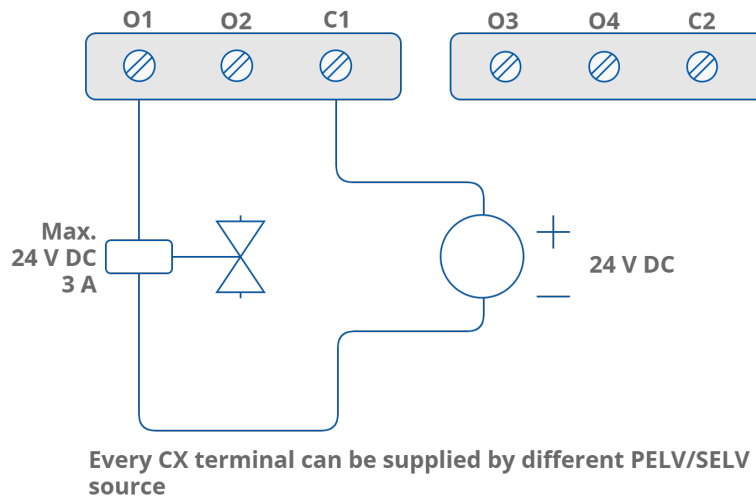 O1 O2 C1 O3 O4 C2
Max.
24 V DC
3 A
24 V DC
Every CX terminal can be supplied by different PELV/SELV
source